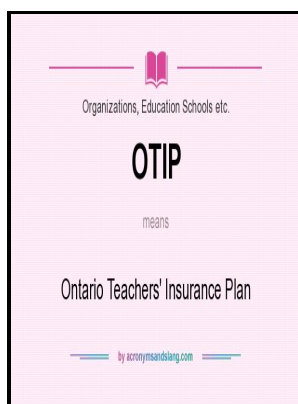 Organizations, Education Schools etc.
OTIP
means
Ontario Teachers' Insurance Plan
by acronymsandslang.com